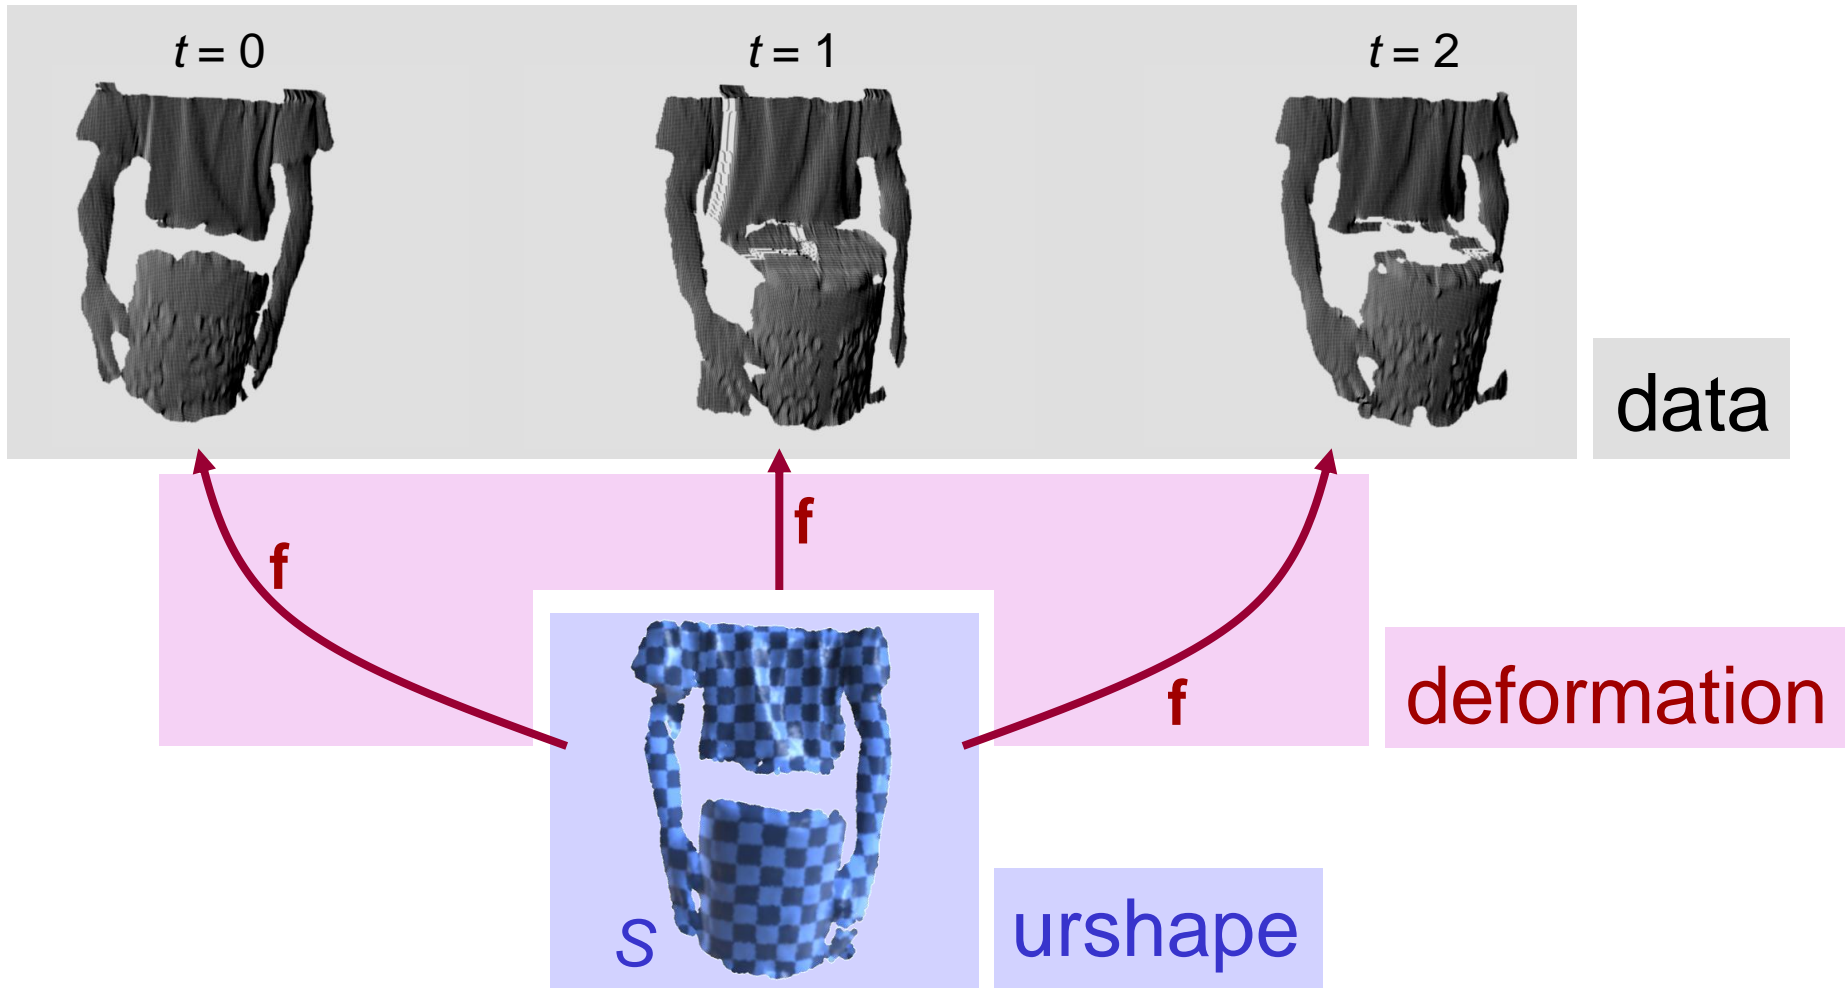 t = 0
t = 1
t = 2
data
f
f
f
deformation
S
urshape